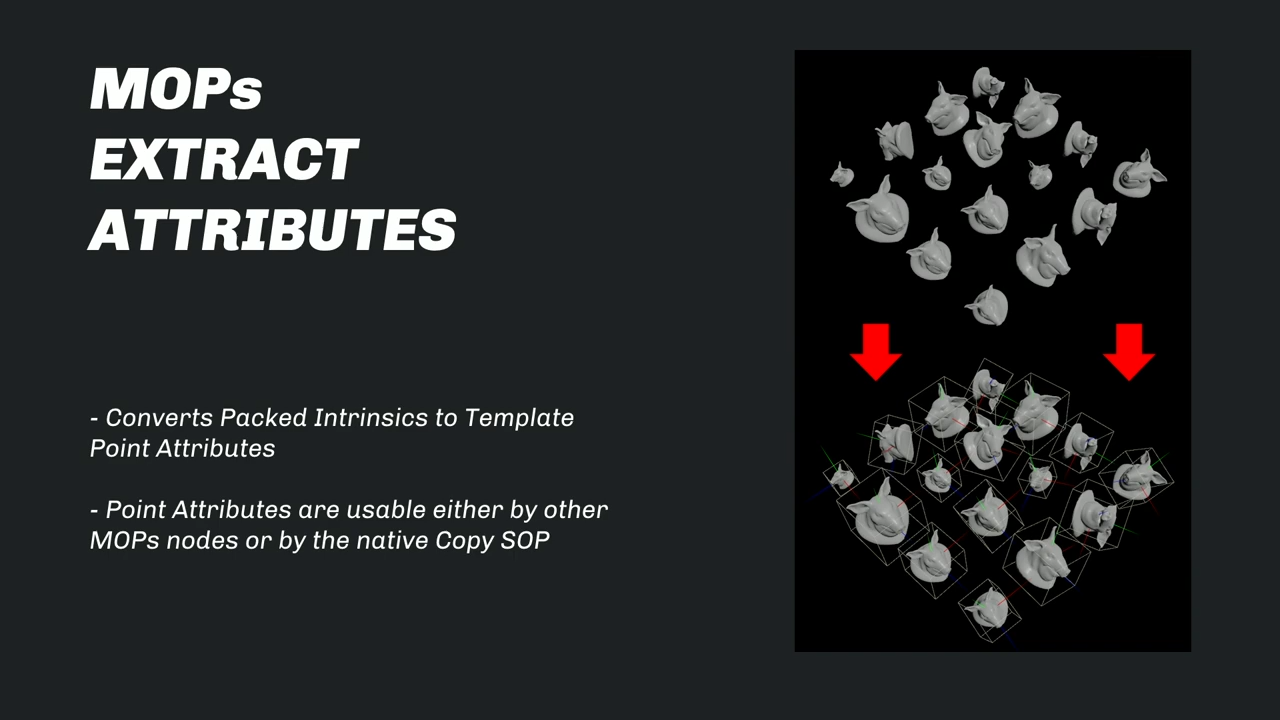 MOPs
EXTRACT
ATTRIBUTES
- Converts Packed Intrinsics to Template
Point Attributes
- Point Attributes are usable either by other
MOPs nodes or by the native Copy SOP